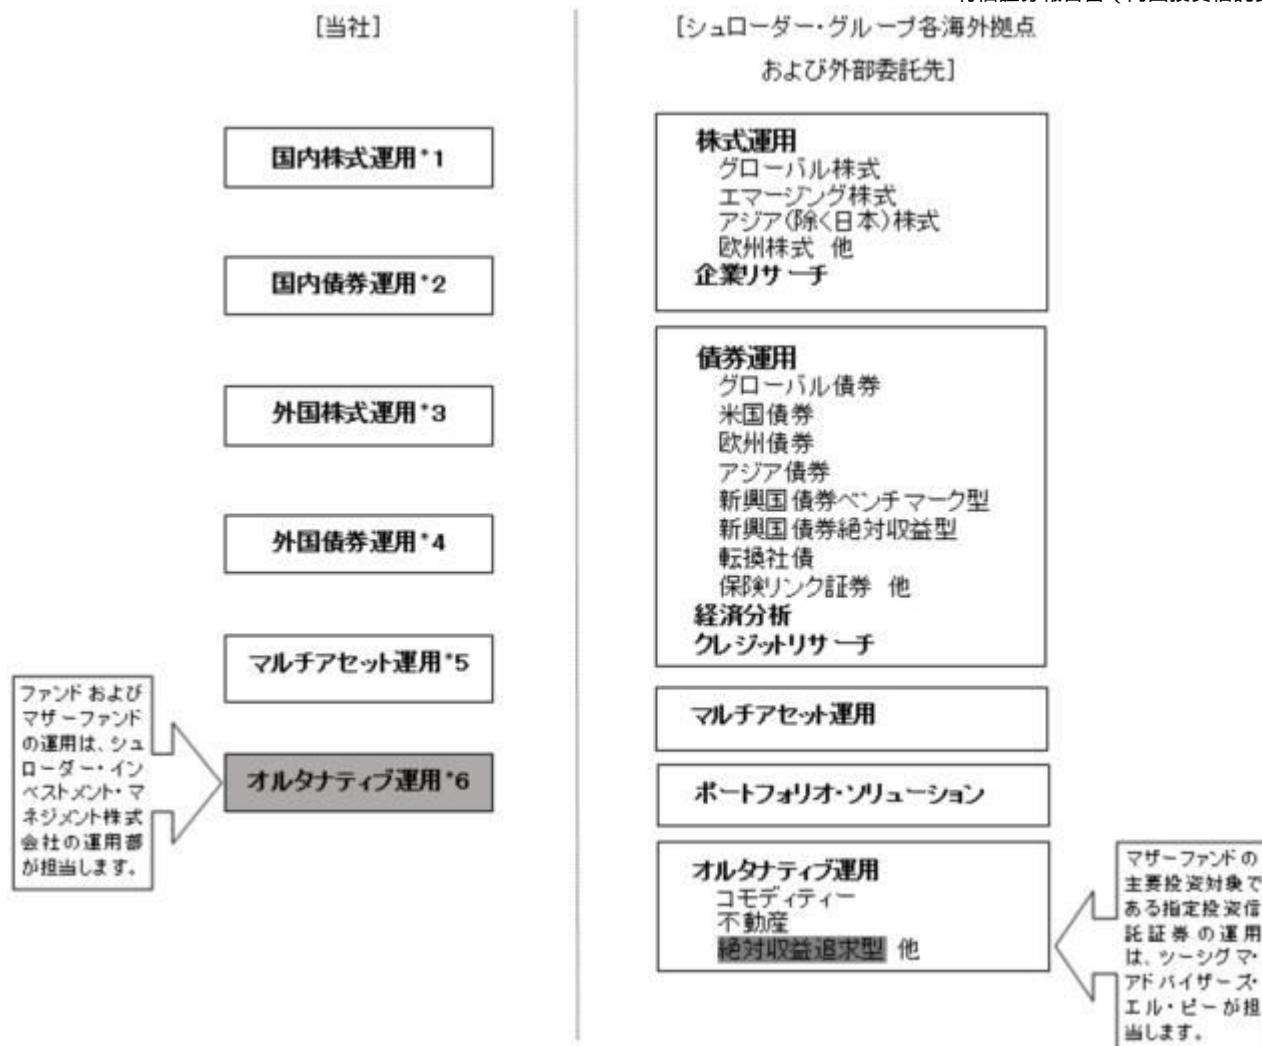 [当社]
国内株式運用*1
国内債券運用*2
外国株式運用*3
外国債券運用*4
マルチアセット運用*5
オルタナティブ運用*6
ファンド および
マザーファンド
の運用は、シュ
ローダー・イン
ベストメント・マ
ネジメント株式
会社の運用部
が担当します。
[シュローダー・グループ各海外拠点
および外部委託先]
株式運用
グローバル株式
エマージング株式
アジア(除く日本)株式
欧州株式 他
企業リサーチ
債券運用
グローバル債券
米国債券
欧州債券
アジア債券
新興国債券ベンチマーク型
新興国債券絶対収益型
転換社債
保険リンク証券 他
経済分析
クレジットリサーチ
マルチアセット運用
ポートフォリオ・ソリューション
オルタナティブ運用
コモディティー
不動産
絶対収益追求型 他
マザーファンドの
主要投資対象で
ある指定投資信
託証券の運用
は、ツーシグマ・
アドバイザーズ・
エル・ピーが担
当します。